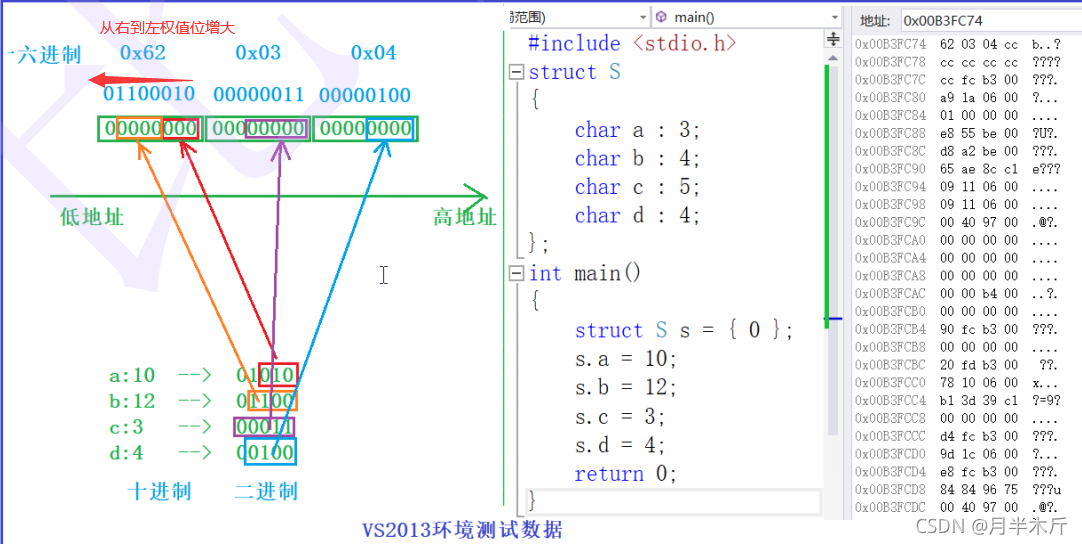 从右到左权值位增大
十六进制 0x62 0x03 0x04
01100010 00000011 00000100
00000000 00000000 00000000
低地址 高地址
a:10 --> 01010
b:12 --> 01100
c:3 --> 00011
d:4 --> 00100
十进制 二进制
范围) main()
#include <stdio.h>
struct S
{
char a : 3;
char b : 4;
char c : 5;
char d : 4;
};
int main()
{
struct S s = { 0 };
s.a = 10;
s.b = 12;
s.c = 3;
s.d = 4;
return 0;
}
VS2013环境测试数据
地址: 0x00B3FC74
0x00B3FC74 62 03 04 cc b..?
0x00B3FC78 cc cc cc cc ????
0x00B3FC7C cc fc b3 00 ???.
0x00B3FC80 a9 1a 06 00 ?...
0x00B3FC84 01 00 00 00 ....
0x00B3FC88 e8 55 be 00 ?U?.
0x00B3FC8C d8 a2 be 00 ???.
0x00B3FC90 65 ae 8c c1 e???
0x00B3FC94 09 11 06 00 ....
0x00B3FC98 09 11 06 00 ....
0x00B3FC9C 00 40 97 00 .@?.
0x00B3FCA0 00 00 00 00 ....
0x00B3FCA4 00 00 00 00 ....
0x00B3FCA8 00 00 00 00 ....
0x00B3FCAC 00 00 b4 00 ..?.
0x00B3FCB0 00 00 00 00 ....
0x00B3FCB4 90 fc b3 00 ???.
0x00B3FCB8 00 00 00 00 ....
0x00B3FCBC 20 fd b3 00 ??.
0x00B3FCC0 78 10 06 00 x...
0x00B3FCC4 b1 3d 39 c1 ?=9?
0x00B3FCC8 00 00 00 00 ....
0x00B3FCCC d4 fc b3 00 ???.
0x00B3FCD0 9d 1c 06 00 ?...
0x00B3FCD4 e8 fc b3 00 ???.
0x00B3FCD8 84 84 96 75 ???u
0x00B3FCDC 00 40 97 00 .@?.
CSDN @月半木斤